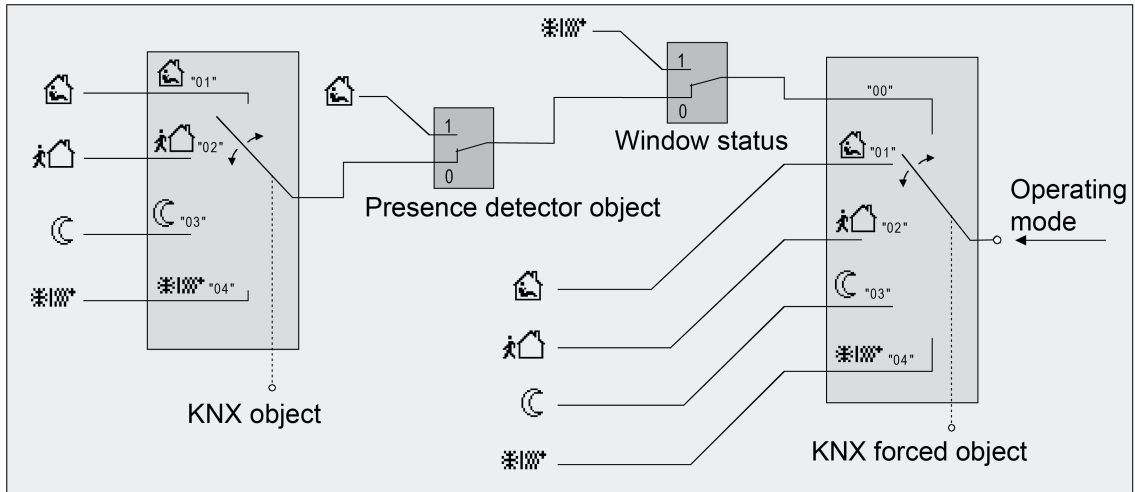 "01"
"02"
"03"
"04"
KNX object
1
0
Presence detector object
1
0
Window status
"00"
"01"
"02"
"03"
"04"
KNX forced object
Operating
mode